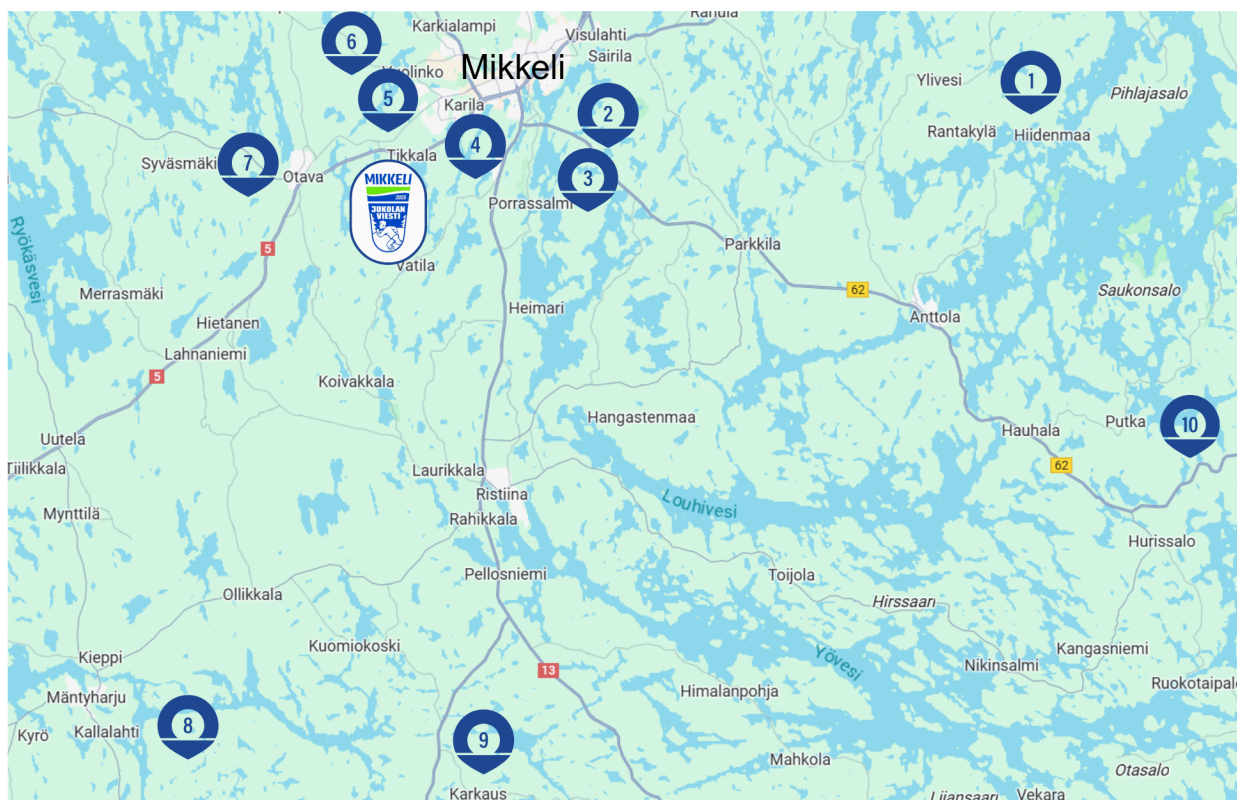 Rahula
Karkialampi
Visulahti
6
Sairila
Mikkeli
Ylivesi
1
Pihlajasalo
5
Karila
2
Rantakylä
Hiidenmaa
4
Tikkala
Syväsmäki
7
Otava
3
MIKKELI
2025
JUKOLAN
VIESTI
Porrassalmi
Ryökäsvesi
5
Parkkila
Vatila
Merrasmäki
62
Saukonsalo
Heimari
Anttola
Hietanen
Lahnaniemi
5
Koivakkala
Hangastenmaa
Putka
10
Hauhala
Uutela
Tiilikkala
Laurikkala
62
Ristiina
Louhivesi
Mynttilä
Rahikkala
Hurissalo
Pellosniemi
Toijola
Ollikkala
Hirssaari
Kuomiokoski
Kangasniemi
Kieppi
Yövesi
Nikinsalmi
13
Mäntyharju
Himalanpohja
Ruokotaipale
8
Kallalahti
Kyrö
9
Mahkola
Otasalo
Karkaus
Liiansaari
Vekara